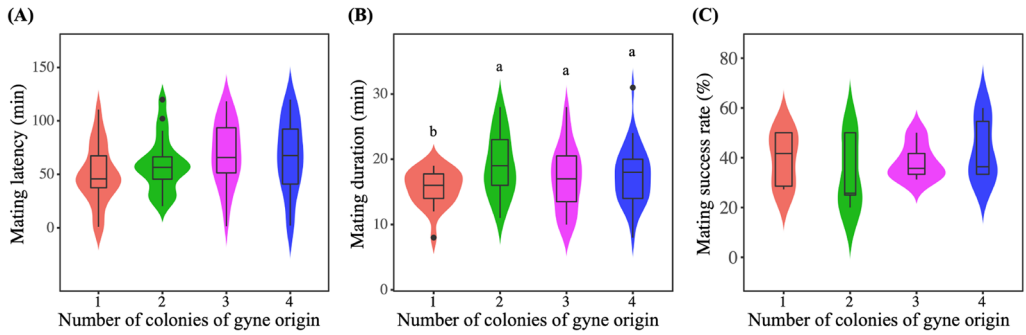 (A)
Mating latency (min)
150
100
50
0
1 2 3 4
Number of colonies of gyne origin
(B)
Mating duration (min)
30
20
10
0
b a a a
1 2 3 4
Number of colonies of gyne origin
(C)
Mating success rate (%)
80
60
40
20
0
1 2 3 4
Number of colonies of gyne origin